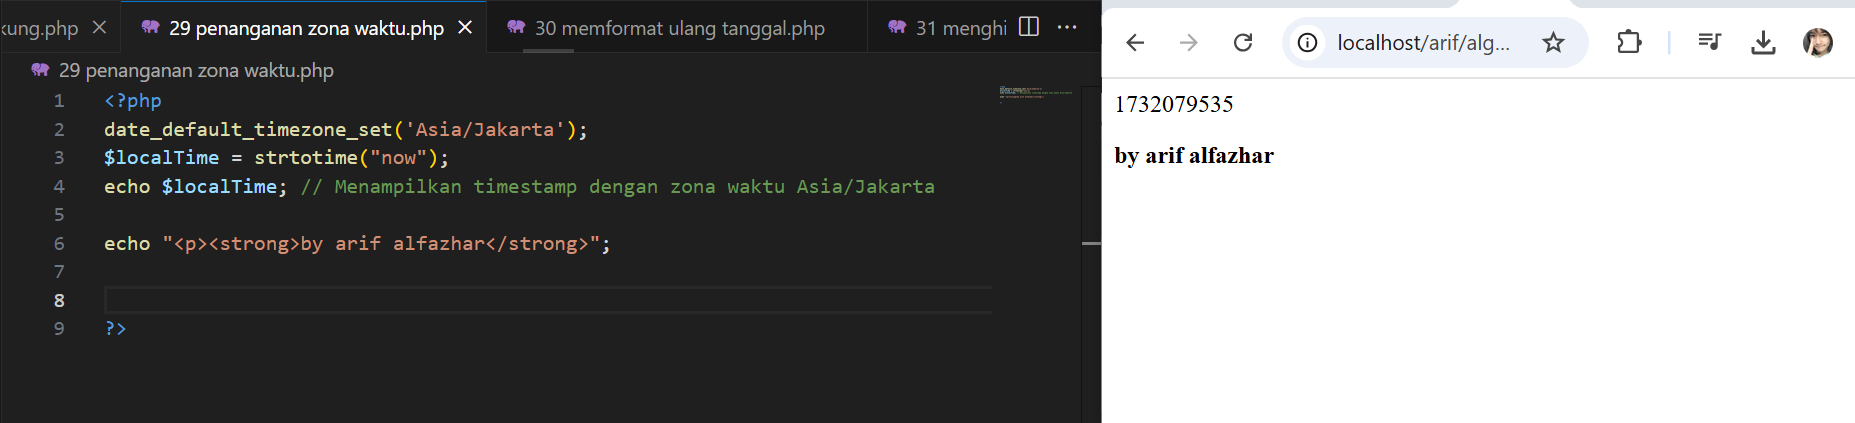 kung.php
29 penanganan zona waktu.php
30 memformat ulang tanggal.php
31 menghi
29 penanganan zona waktu.php
1 <?php
2 date_default_timezone_set('Asia/Jakarta');
3 $localTime = strtotime("now");
4 echo $localTime; // Menampilkan timestamp dengan zona waktu Asia/Jakarta
5
6 echo "<p><strong>by arif alfazhar</strong>";
7
8
9 ?>
localhost/arif/alg...
1732079535
by arif alfazhar